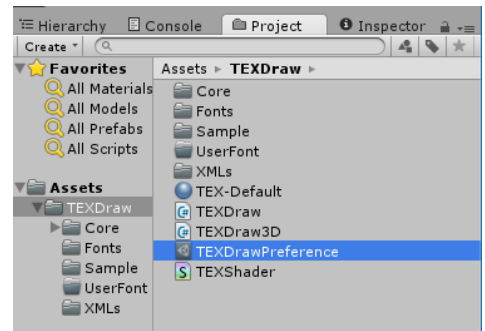 Hierarchy Console Project Inspector
Create
Favorites
All Materials
All Models
All Prefabs
All Scripts
Assets
TEXDraw
Core
Fonts
Sample
UserFont
XMLs
Assets TEXDraw
Core
Fonts
Sample
UserFont
XMLs
TEX-Default
TEXDraw
TEXDraw3D
TEXDrawPreference
TEXShader